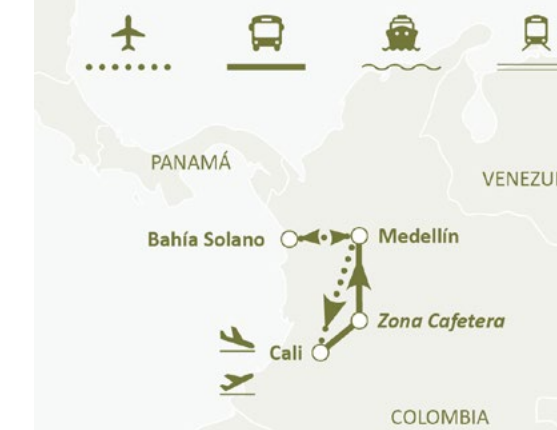 PANAMÁ
VENEZU
Bahía Solano
Medellín
Zona Cafetera
Cali
COLOMBIA